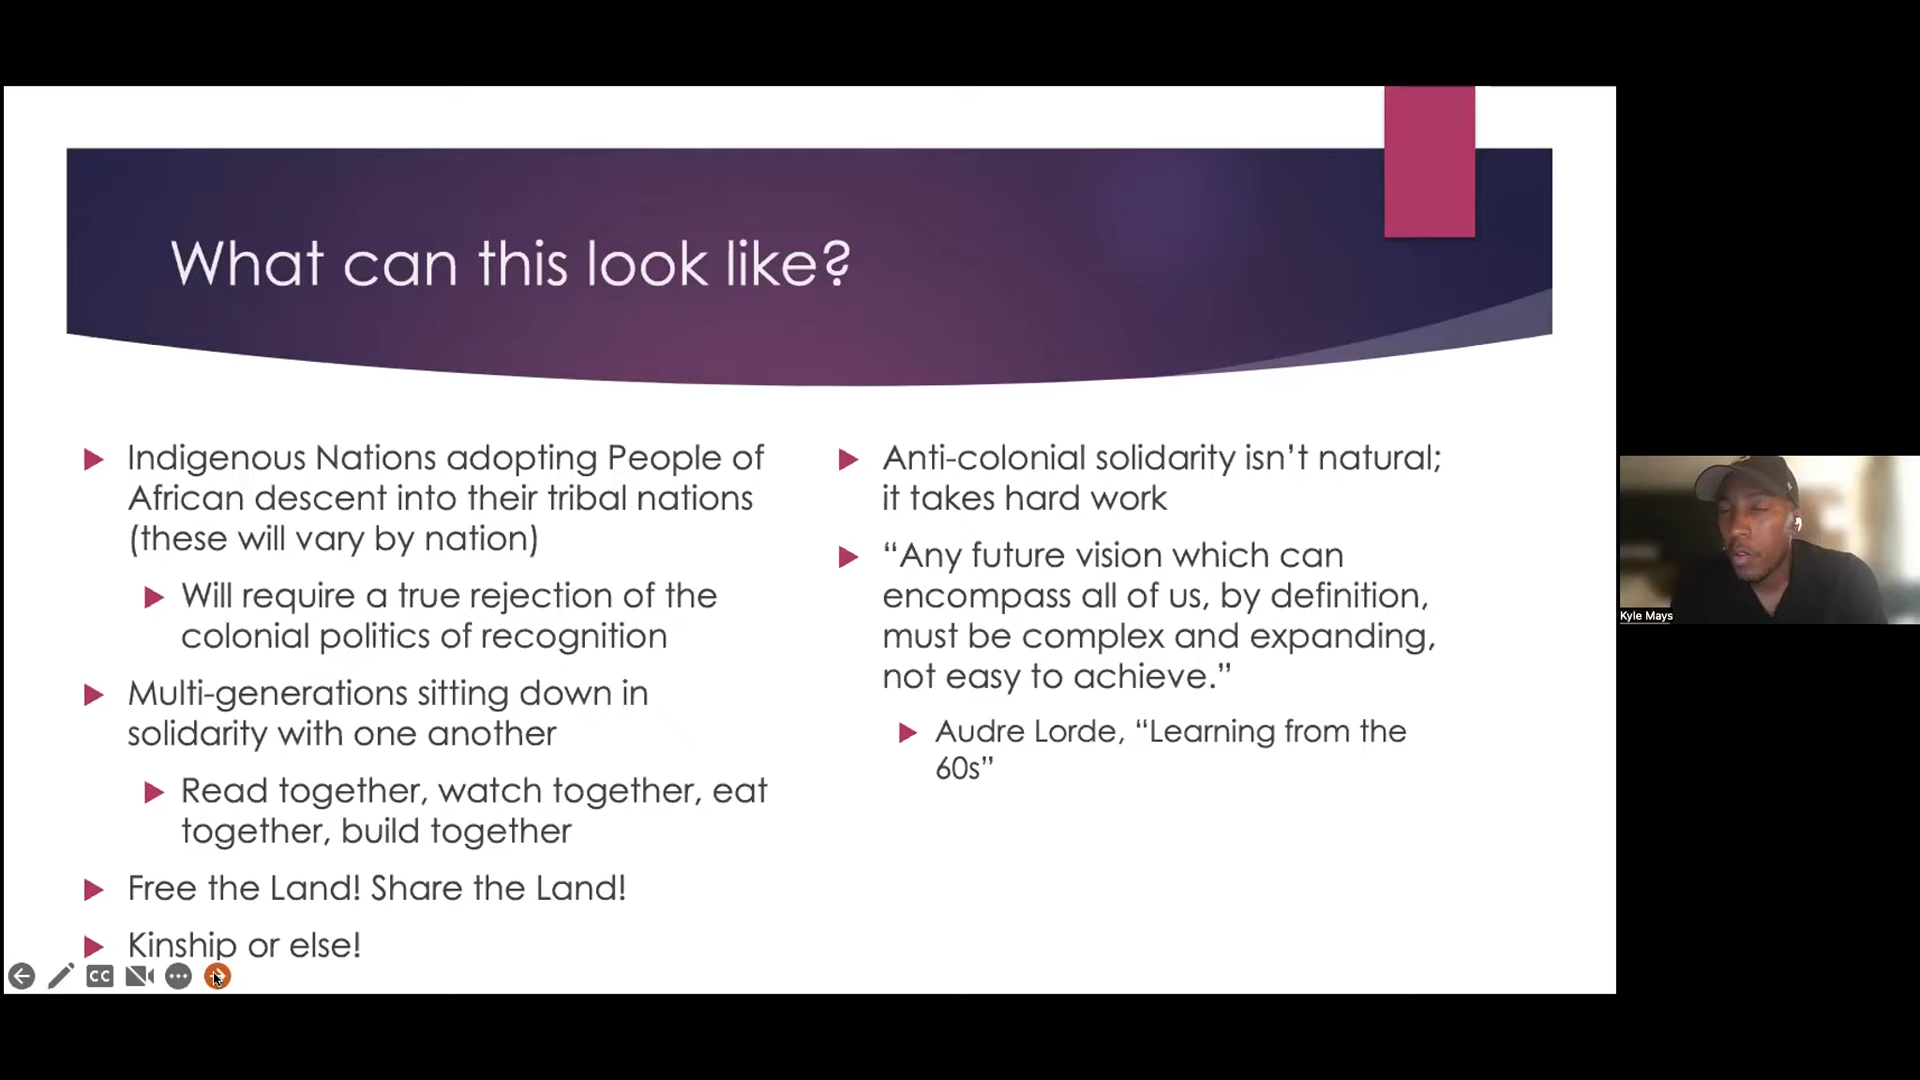 What can this look like?
Indigenous Nations adopting People of
African descent into their tribal nations
(these will vary by nation)
Will require a true rejection of the
colonial politics of recognition
Multi-generations sitting down in
solidarity with one another
Read together, watch together, eat
together, build together
Free the Land! Share the Land!
Kinship or else!
Anti-colonial solidarity isn’t natural;
it takes hard work
“Any future vision which can
encompass all of us, by definition,
must be complex and expanding,
not easy to achieve.”
Audre Lorde, “Learning from the
60s”
CC
Kyle Mays